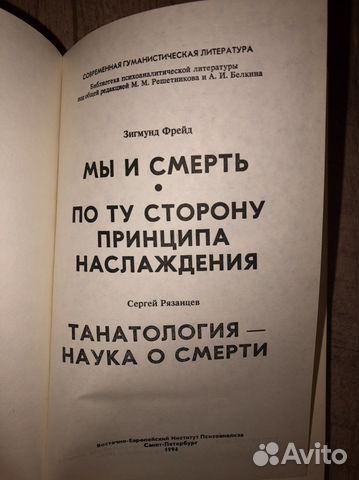 СОВРЕМЕННАЯ ГУМАНИСТИЧЕСКАЯ ЛИТЕРАТУРА
Библиотека психоаналитической литературы
под общей редакцией М. М. Решетникова и А. И. Белкина
Зигмунд Фрейд
МЫ И СМЕРТЬ
•
ПО ТУ СТОРОНУ
ПРИНЦИПА
НАСЛАЖДЕНИЯ
Сергей Рязанцев
ТАНАТОЛОГИЯ —
НАУКА О СМЕРТИ
Восточно-Европейский Институт Психоанализа
Санкт-Петербург
1994
Avito